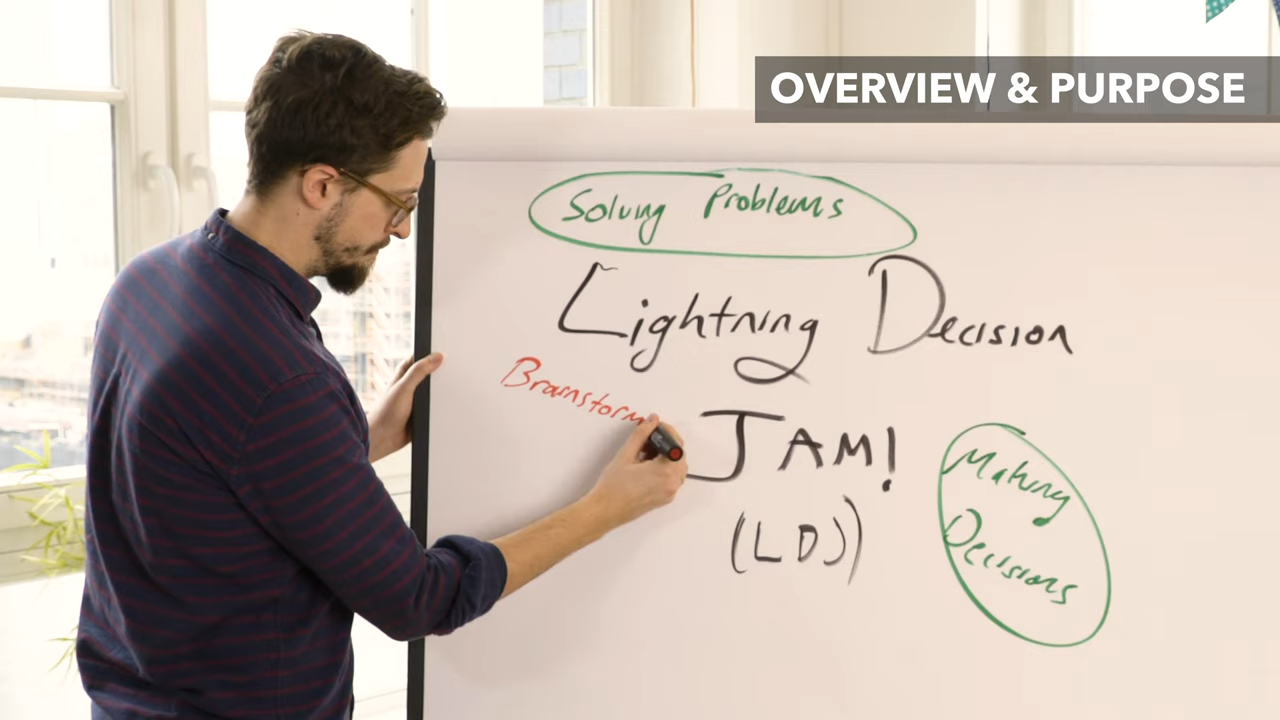 OVERVIEW & PURPOSE
Solving Problems
Lightning Decision
Brainstorm
JAM!
(LDJ)
Making
Decisions